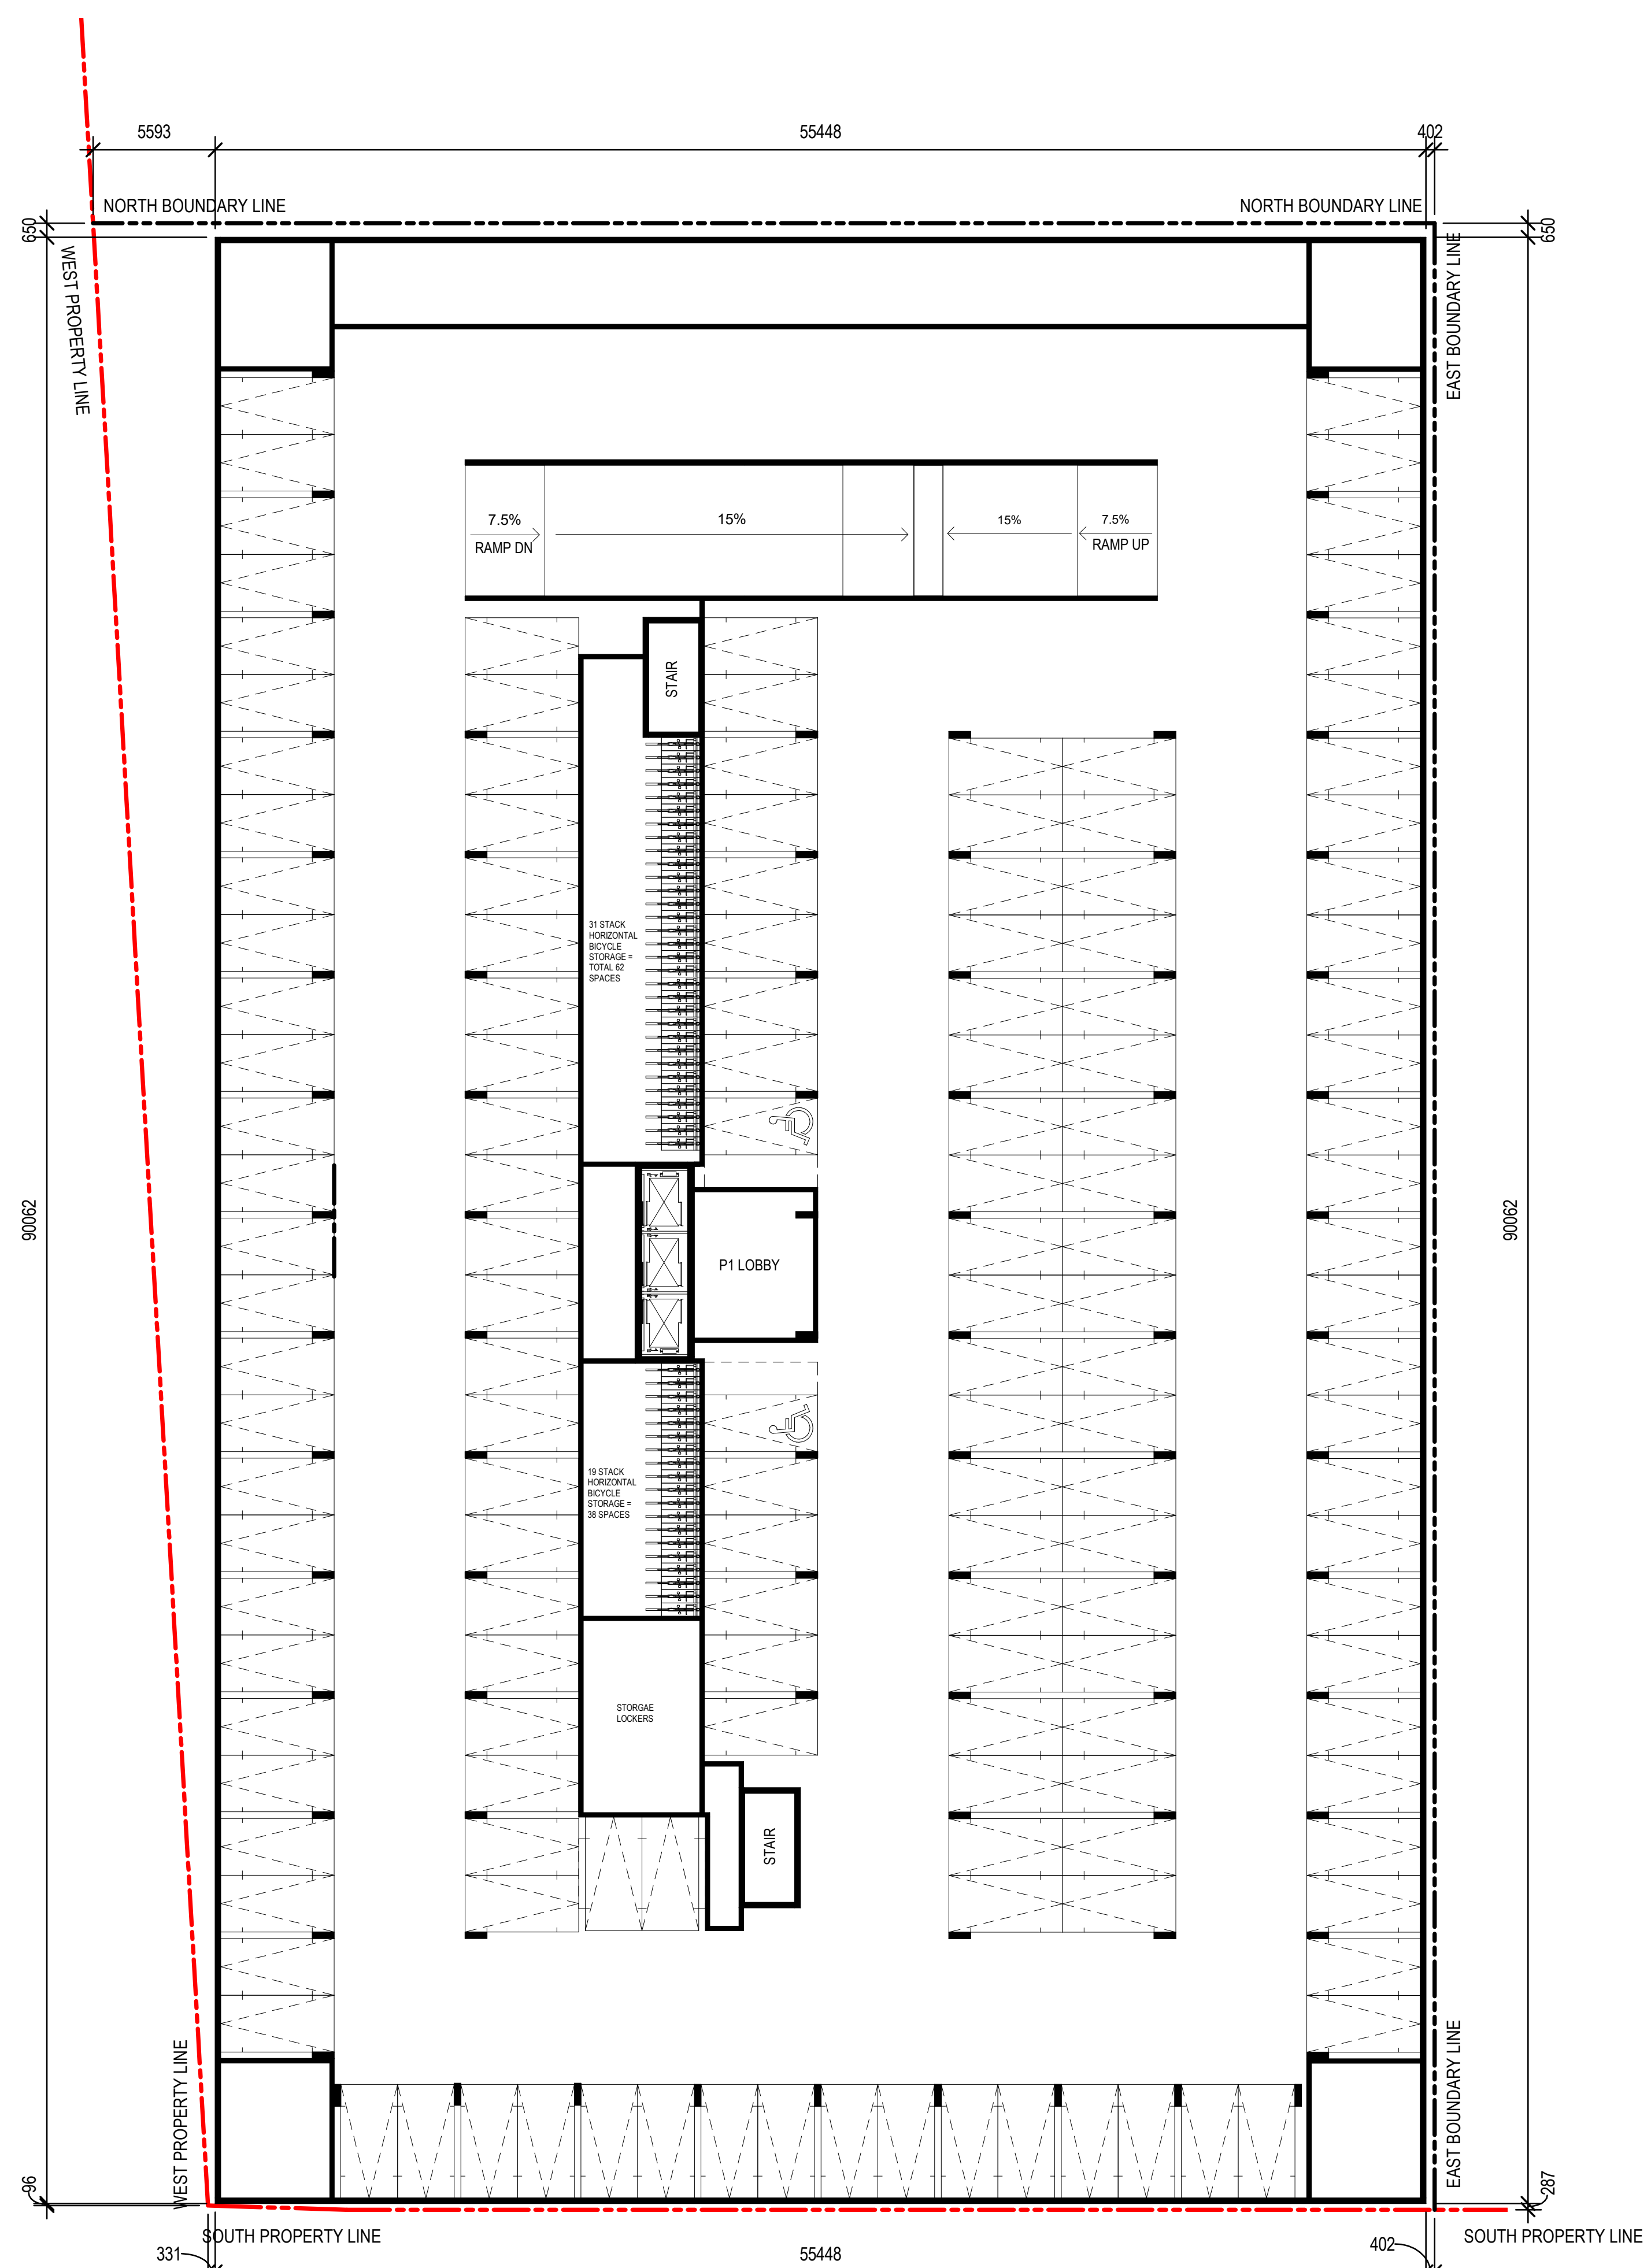 5593
55448
402
NORTH BOUNDARY LINE
NORTH BOUNDARY LINE
650
650
WEST PROPERTY LINE
EAST BOUNDARY LINE
7.5%
RAMP DN
15%
15%
7.5%
RAMP UP
STAIR
31 STACK
HORIZONTAL
BICYCLE
STORAGE =
TOTAL 62
SPACES
90062
90062
P1 LOBBY
19 STACK
HORIZONTAL
BICYCLE
STORAGE =
38 SPACES
STORGAE
LOCKERS
STAIR
WEST PROPERTY LINE
EAST BOUNDARY LINE
96
287
SOUTH PROPERTY LINE
SOUTH PROPERTY LINE
331
55448
402